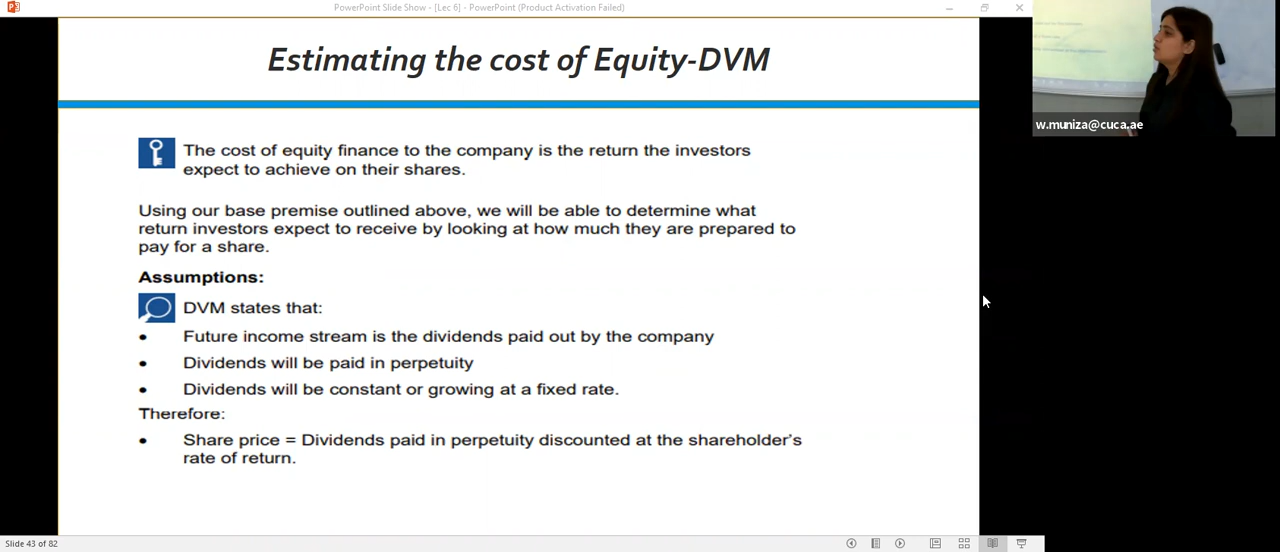 PowerPoint Slide Show - [Lec 6] - PowerPoint (Product Activation Failed)
Estimating the cost of Equity-DVM
w.muniza@cuca.ae
The cost of equity finance to the company is the return the investors
expect to achieve on their shares.
Using our base premise outlined above, we will be able to determine what
return investors expect to receive by looking at how much they are prepared to
pay for a share.
Assumptions:
DVM states that:
• Future income stream is the dividends paid out by the company
• Dividends will be paid in perpetuity
• Dividends will be constant or growing at a fixed rate.
Therefore:
• Share price = Dividends paid in perpetuity discounted at the shareholder's
rate of return.
Slide 43 of 82